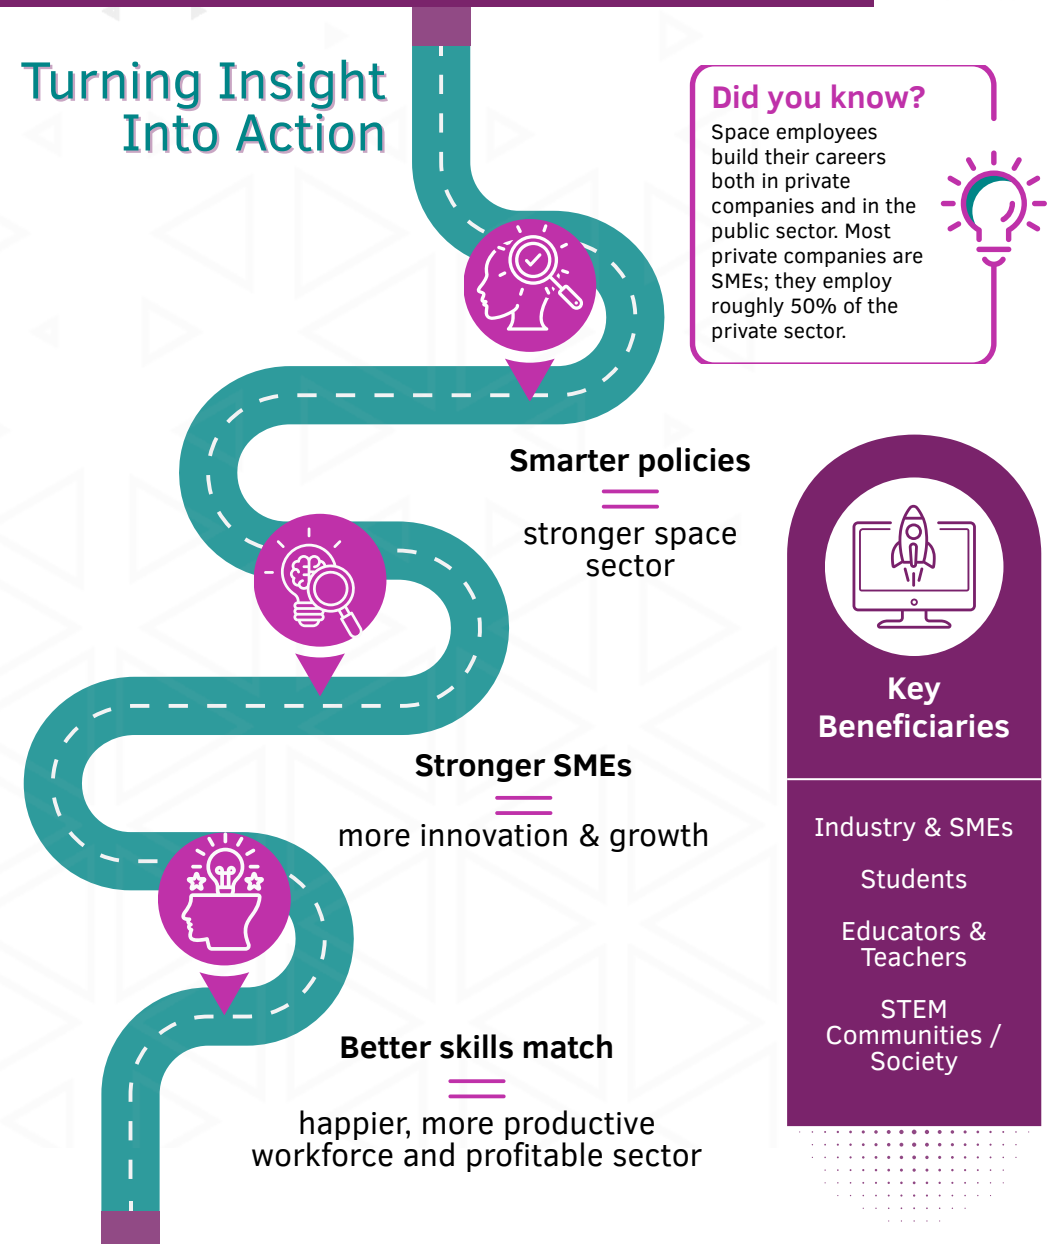 Turning Insight
Into Action
Did you know?
Space employees
build their careers
both in private
companies and in the
public sector. Most
private companies are
SMEs; they employ
roughly 50% of the
private sector.
Smarter policies
stronger space
sector
Stronger SMEs
more innovation & growth
Better skills match
happier, more productive
workforce and profitable sector
Key
Beneficiaries
Industry & SMEs
Students
Educators &
Teachers
STEM
Communities /
Society